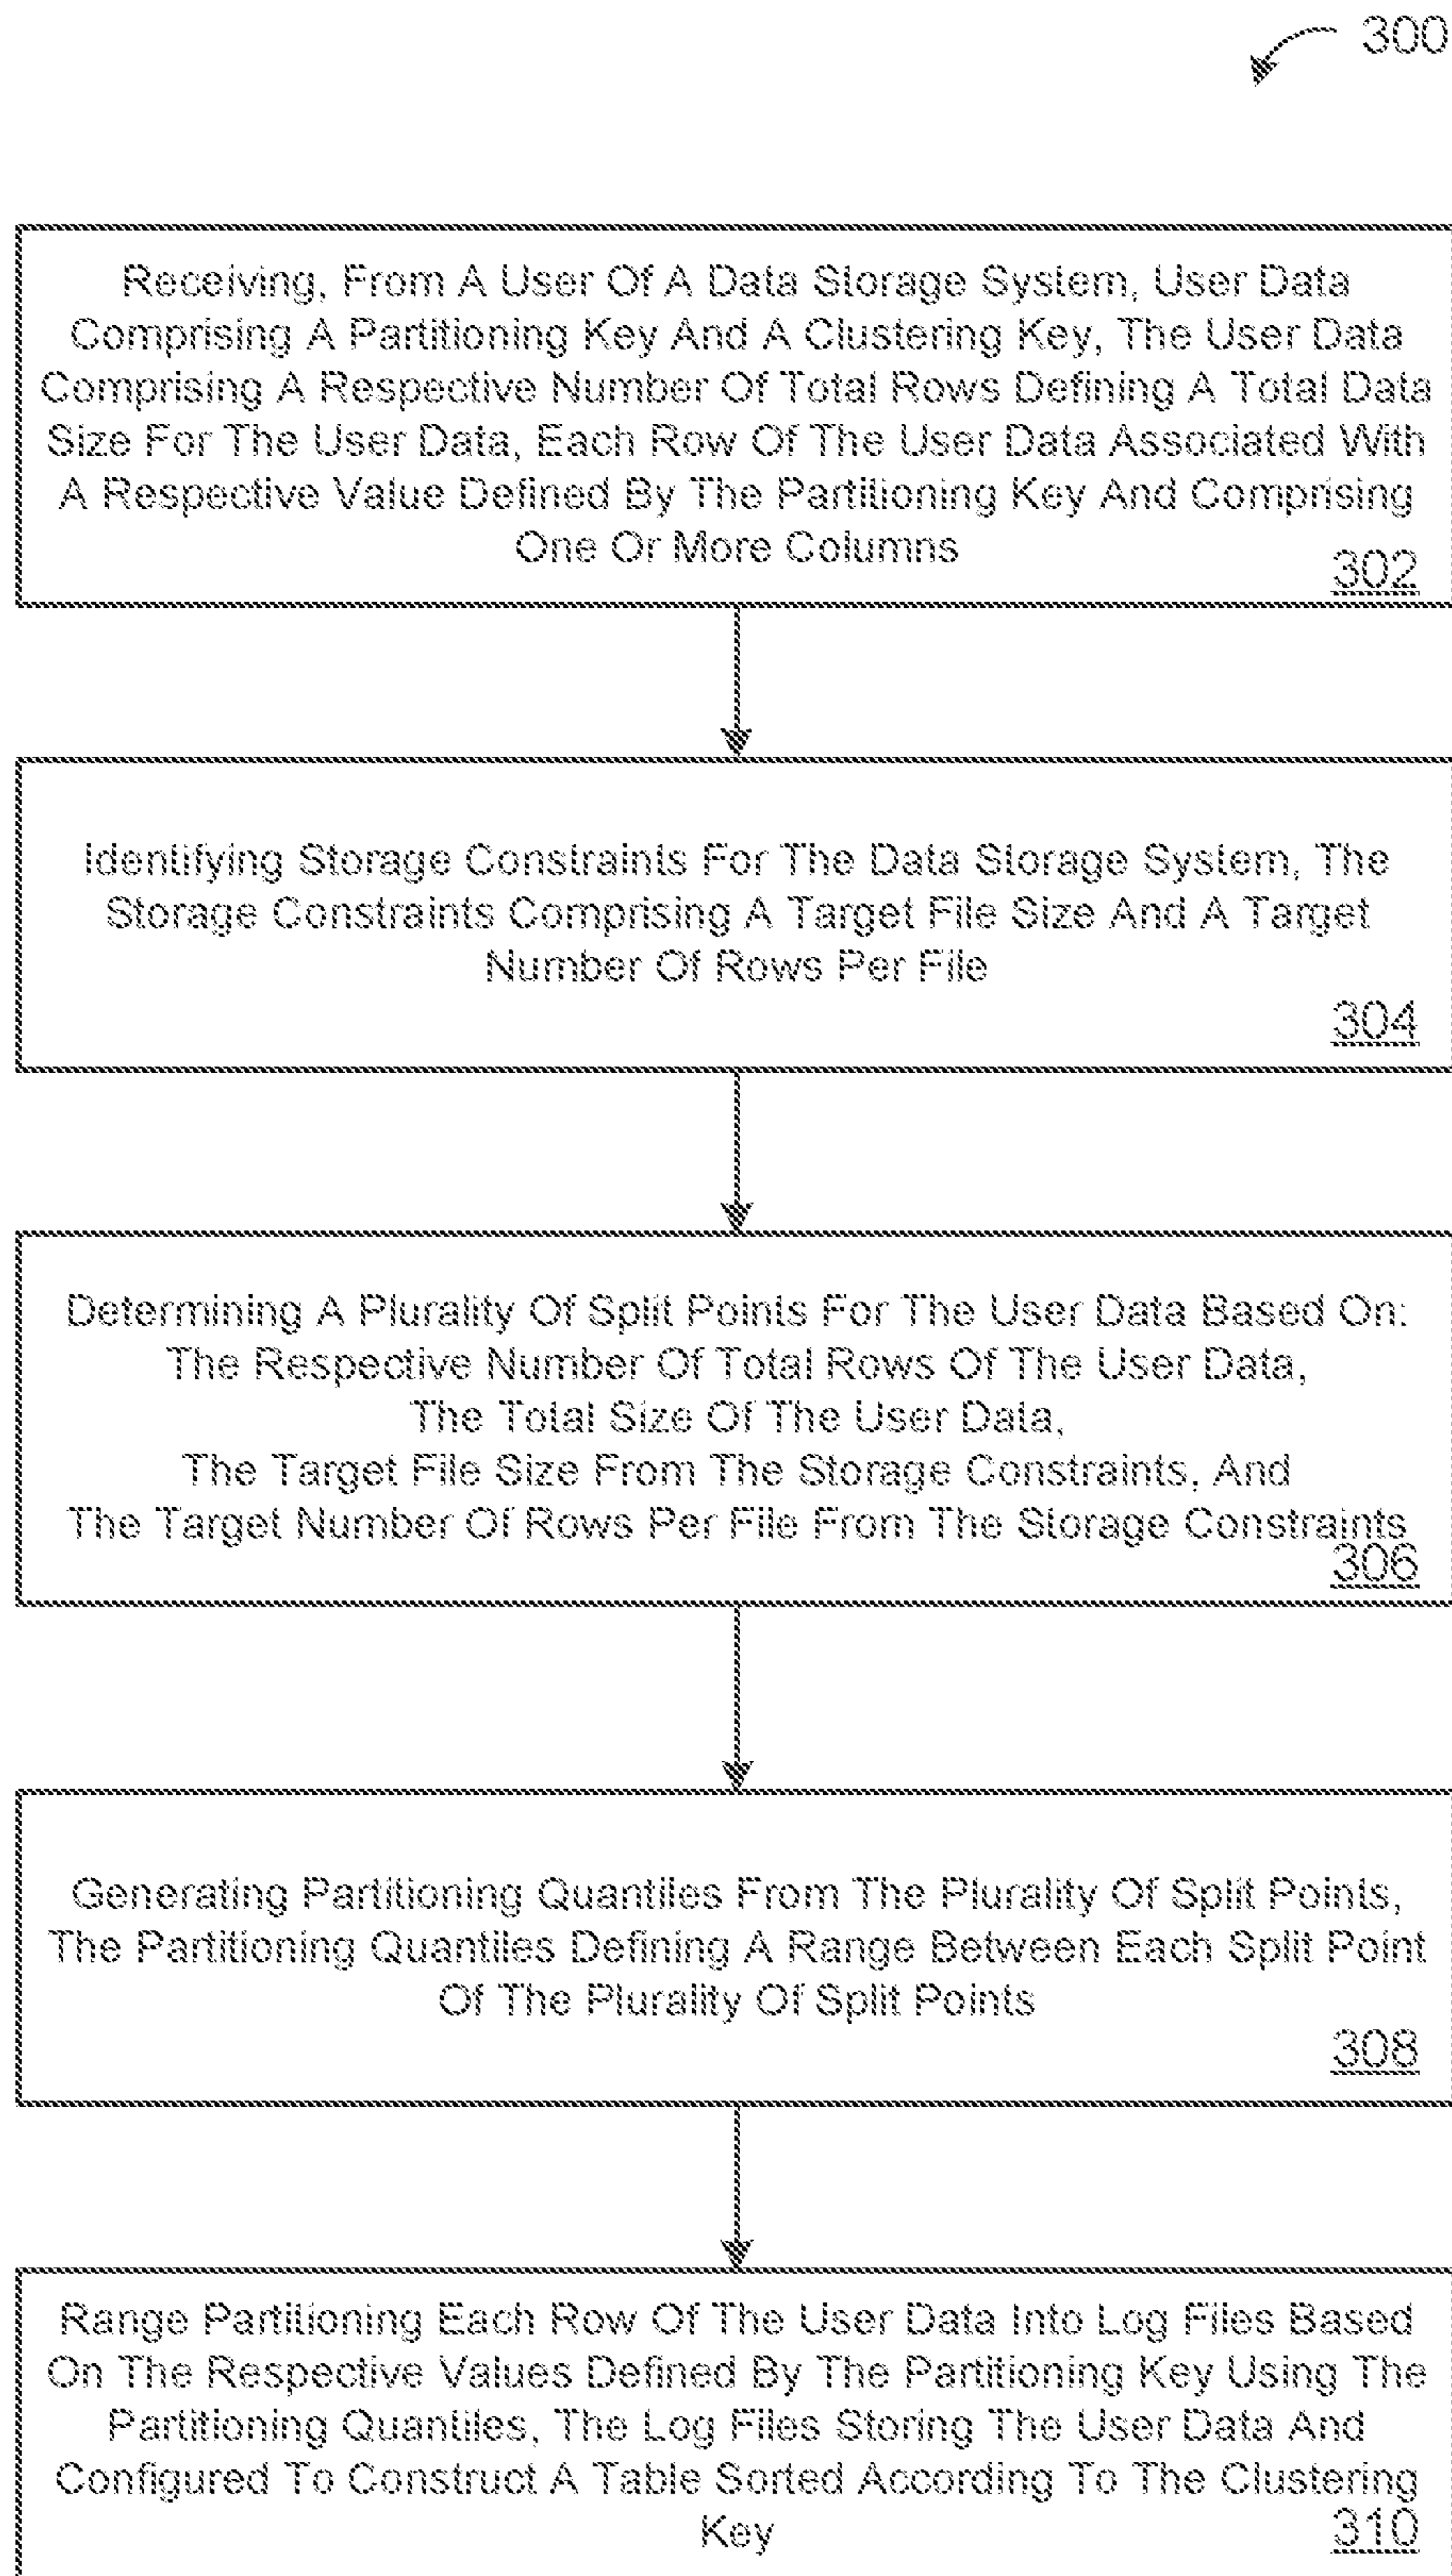 300
Receiving, From A User Of A Data Storage System, User Data
Comprising A Partitioning Key And A Clustering Key, The User Data
Comprising A Respective Number Of Total Rows Defining A Total Data
Size For The User Data, Each Row Of The User Data Associated With
A Respective Value Defined By The Partitioning Key And Comprising
One Or More Columns
302
Identifying Storage Constraints For The Data Storage System, The
Storage Constraints Comprising A Target File Size And A Target
Number Of Rows Per File
304
Determining A Plurality Of Split Points For The User Data Based On:
The Respective Number Of Total Rows Of The User Data,
The Total Size Of The User Data,
The Target File Size From The Storage Constraints, And
The Target Number Of Rows Per File From The Storage Constraints
306
Generating Partitioning Quantiles From The Plurality Of Split Points,
The Partitioning Quantiles Defining A Range Between Each Split Point
Of The Plurality Of Split Points
308
Range Partitioning Each Row Of The User Data Into Log Files Based
On The Respective Values Defined By The Partitioning Key Using The
Partitioning Quantiles, The Log Files Storing The User Data And
Configured To Construct A Table Sorted According To The Clustering
Key
310